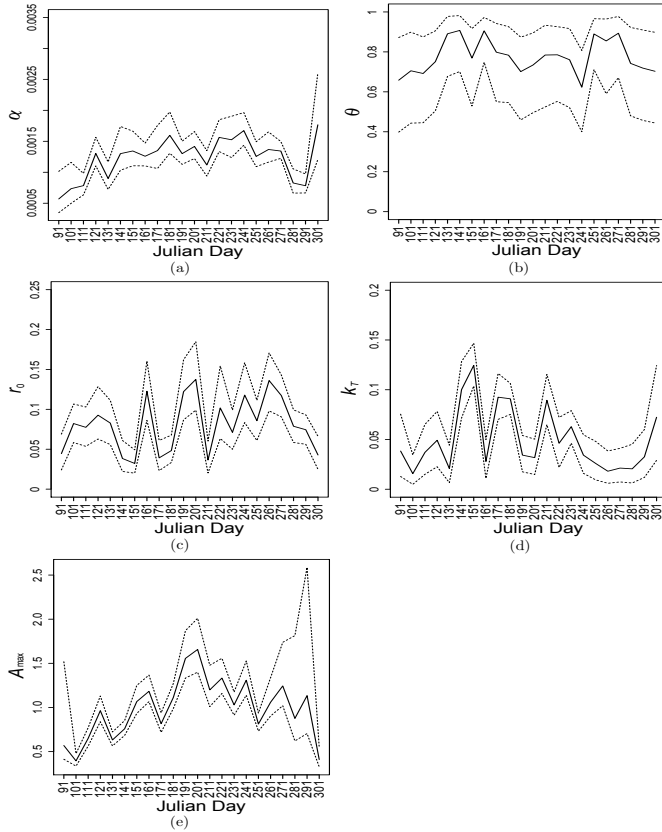 α
0.0005 0.0015 0.0025 0.0035
91 101 111 121 131 141 151 161 171 181 191 201 211 221 231 241 251 261 271 281 291 301
Julian Day
(a)
θ
0 0.2 0.4 0.6 0.8 1
91 101 111 121 131 141 151 161 171 181 191 201 211 221 231 241 251 261 271 281 291 301
Julian Day
(b)
r0
0 0.05 0.10 0.15 0.20 0.25
91 101 111 121 131 141 151 161 171 181 191 201 211 221 231 241 251 261 271 281 291 301
Julian Day
(c)
kT
0 0.05 0.1 0.15 0.2
91 101 111 121 131 141 151 161 171 181 191 201 211 221 231 241 251 261 271 281 291 301
Julian Day
(d)
Amax
0.5 1.0 1.5 2.0 2.5
91 101 111 121 131 141 151 161 171 181 191 201 211 221 231 241 251 261 271 281 291 301
Julian Day
(e)